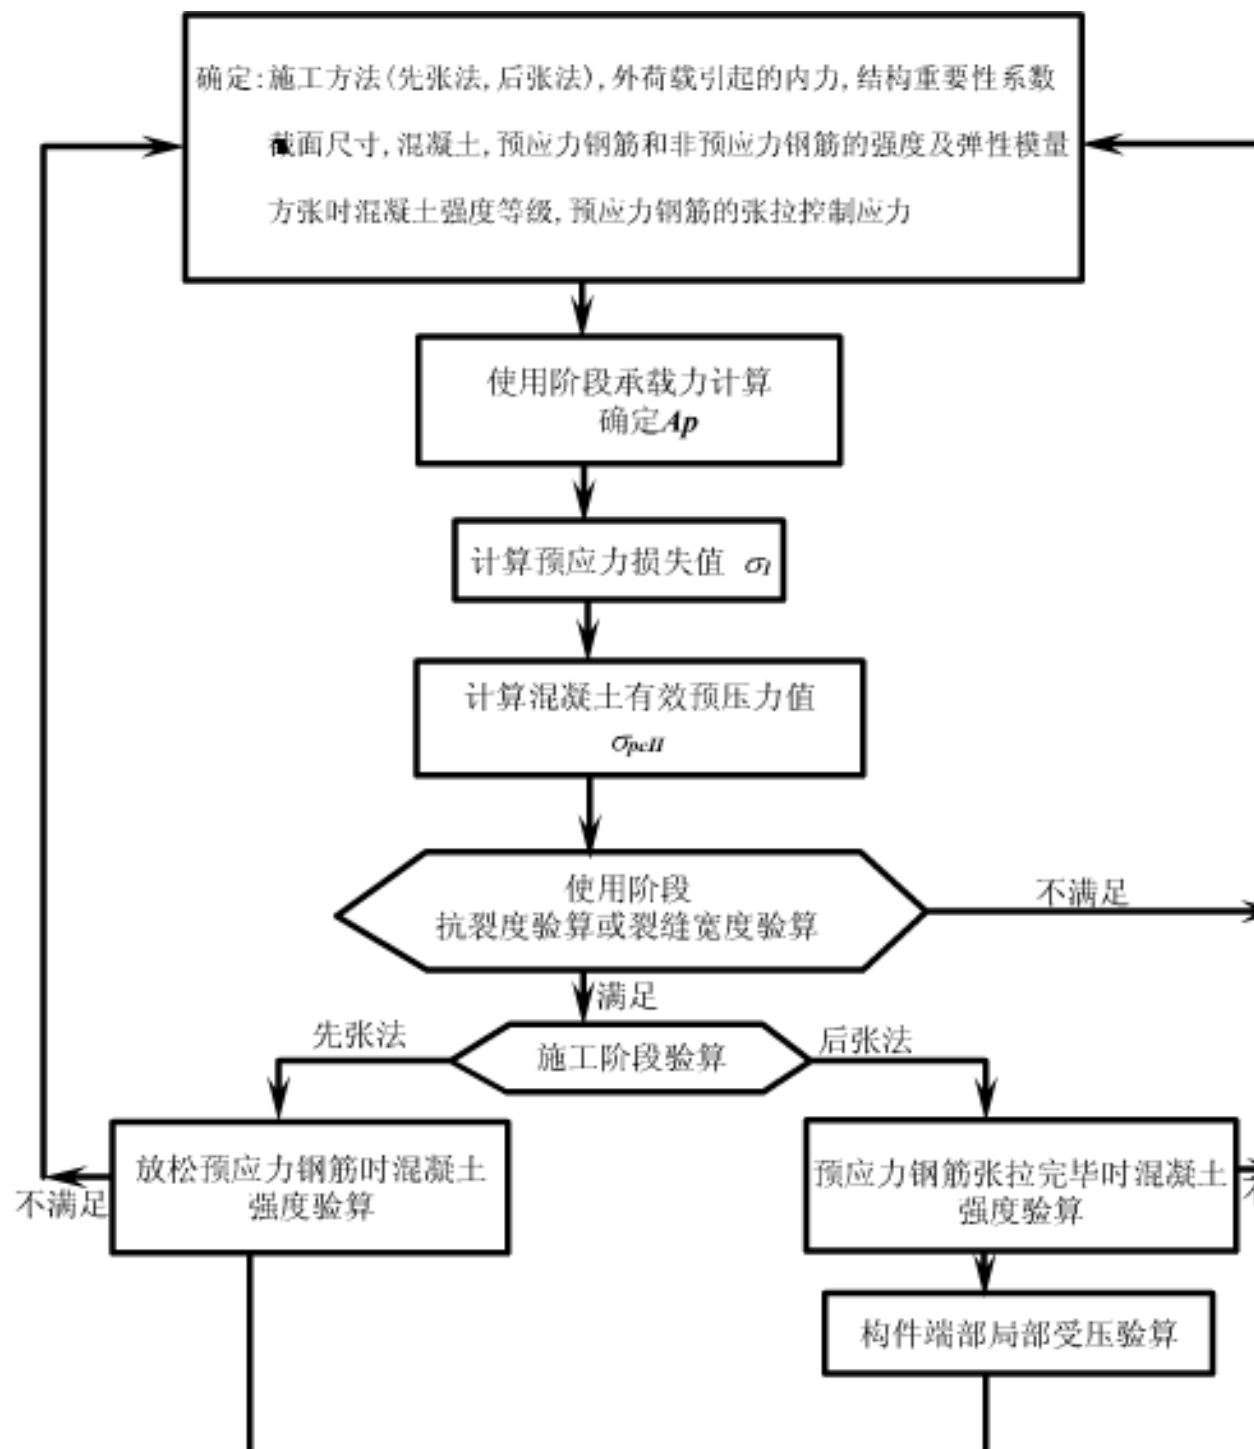 确定:施工方法(先张法,后张法),外荷载引起的内力,结构重要性系数
截面尺寸,混凝土,预应力钢筋和非预应力钢筋的强度及弹性模量
方张时混凝土强度等级,预应力钢筋的张拉控制应力
使用阶段承载力计算
确定Ap
计算预应力损失值 σl
计算混凝土有效预压力值
σpcII
使用阶段
抗裂度验算或裂缝宽度验算
不满足
满足
先张法
施工阶段验算
后张法
放松预应力钢筋时混凝土
强度验算
不满足
预应力钢筋张拉完毕时混凝土
强度验算
构件端部局部受压验算